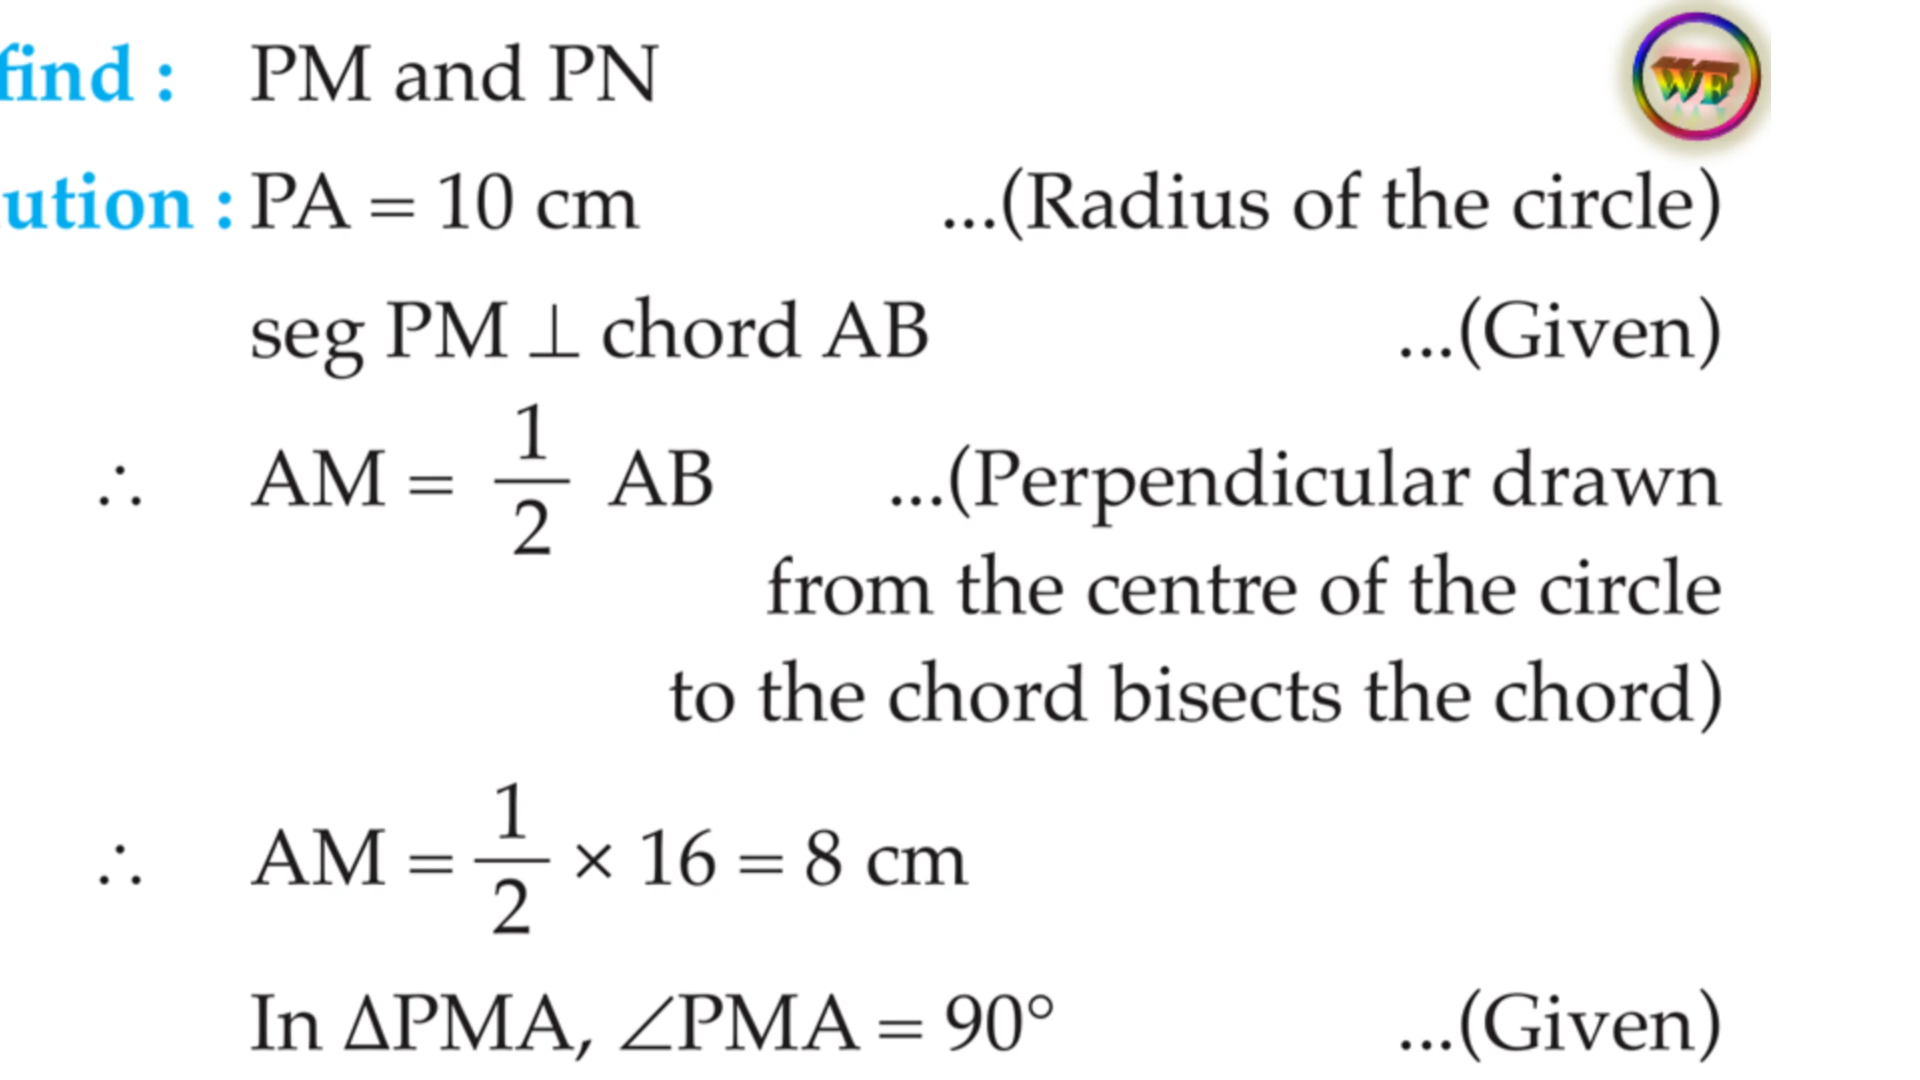 find : PM and PN
WF
ution : PA = 10 cm ...(Radius of the circle)
seg PM ⊥ chord AB ...(Given)
∴ AM = 1/2 AB ...(Perpendicular drawn
from the centre of the circle
to the chord bisects the chord)
∴ AM = 1/2 × 16 = 8 cm
In ΔPMA, ∠PMA = 90° ...(Given)